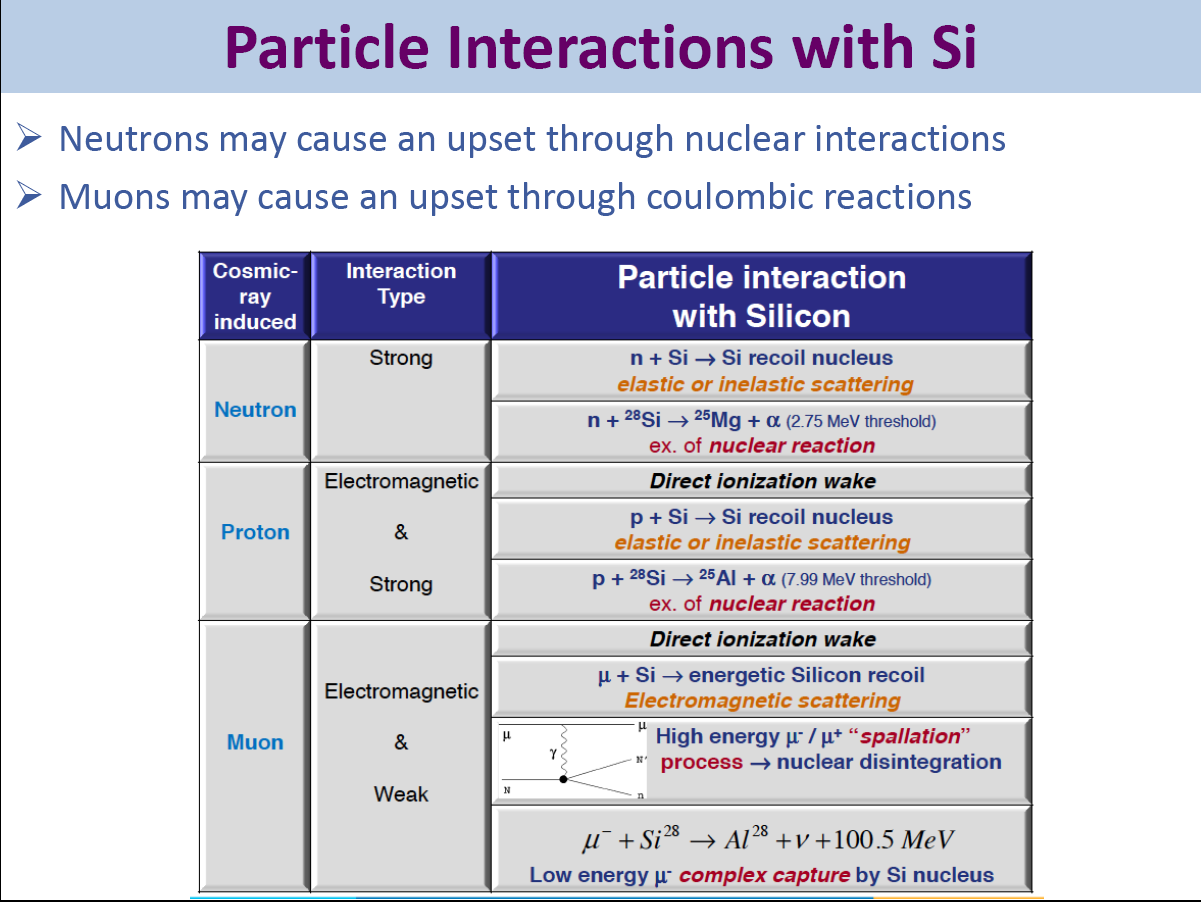 Particle Interactions with Si
➢ Neutrons may cause an upset through nuclear interactions
➢ Muons may cause an upset through coulombic reactions
Cosmic-
ray
induced
Interaction
Type
Particle interaction
with Silicon
Neutron
Strong
n + Si → Si recoil nucleus
elastic or inelastic scattering
n + ²⁸Si → ²⁵Mg + α (2.75 MeV threshold)
ex. of nuclear reaction
Proton
Electromagnetic
&
Strong
Direct ionization wake
p + Si → Si recoil nucleus
elastic or inelastic scattering
p + ²⁸Si → ²⁵Al + α (7.99 MeV threshold)
ex. of nuclear reaction
Muon
Electromagnetic
&
Weak
Direct ionization wake
μ + Si → energetic Silicon recoil
Electromagnetic scattering
μ μ
γ
N'
N n
High energy μ⁻ / μ⁺ “spallation”
process → nuclear disintegration
μ⁻ + Si²⁸ → Al²⁸ + ν + 100.5 MeV
Low energy μ⁻ complex capture by Si nucleus